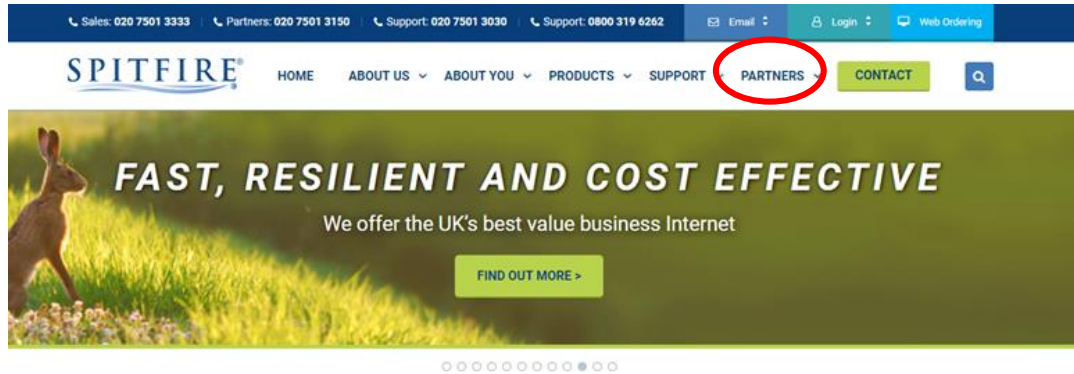 Sales: 020 7501 3333 | Partners: 020 7501 3150 | Support: 020 7501 3030 | Support: 0800 319 6262 Email Login Web Ordering
SPITFIRE® HOME ABOUT US ABOUT YOU PRODUCTS SUPPORT PARTNERS CONTACT
FAST, RESILIENT AND COST EFFECTIVE
We offer the UK's best value business Internet
FIND OUT MORE >